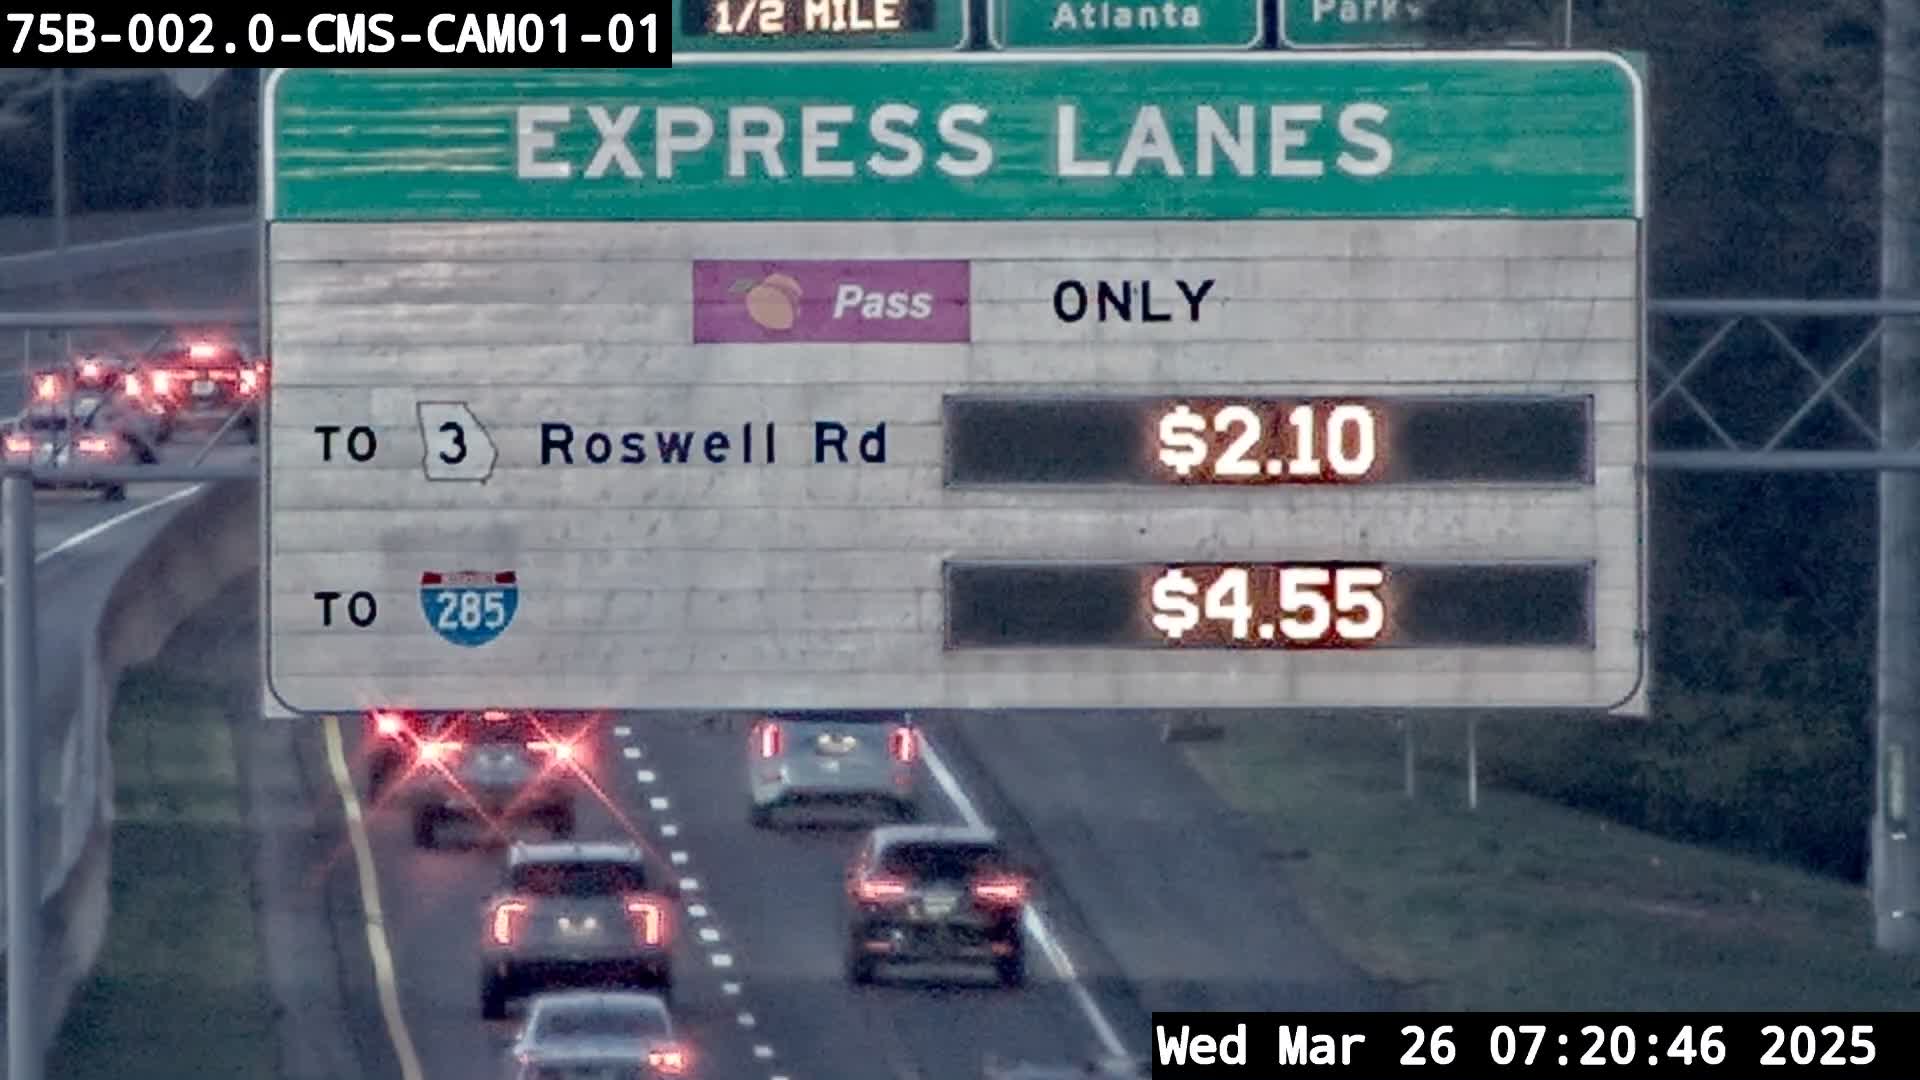 75B-002.0-CMS-CAM01-01
1/2 MILE
Atlanta
EXPRESS LANES
Pass ONLY
TO 3 Roswell Rd $2.10
TO 285 $4.55
Wed Mar 26 07:20:46 2025